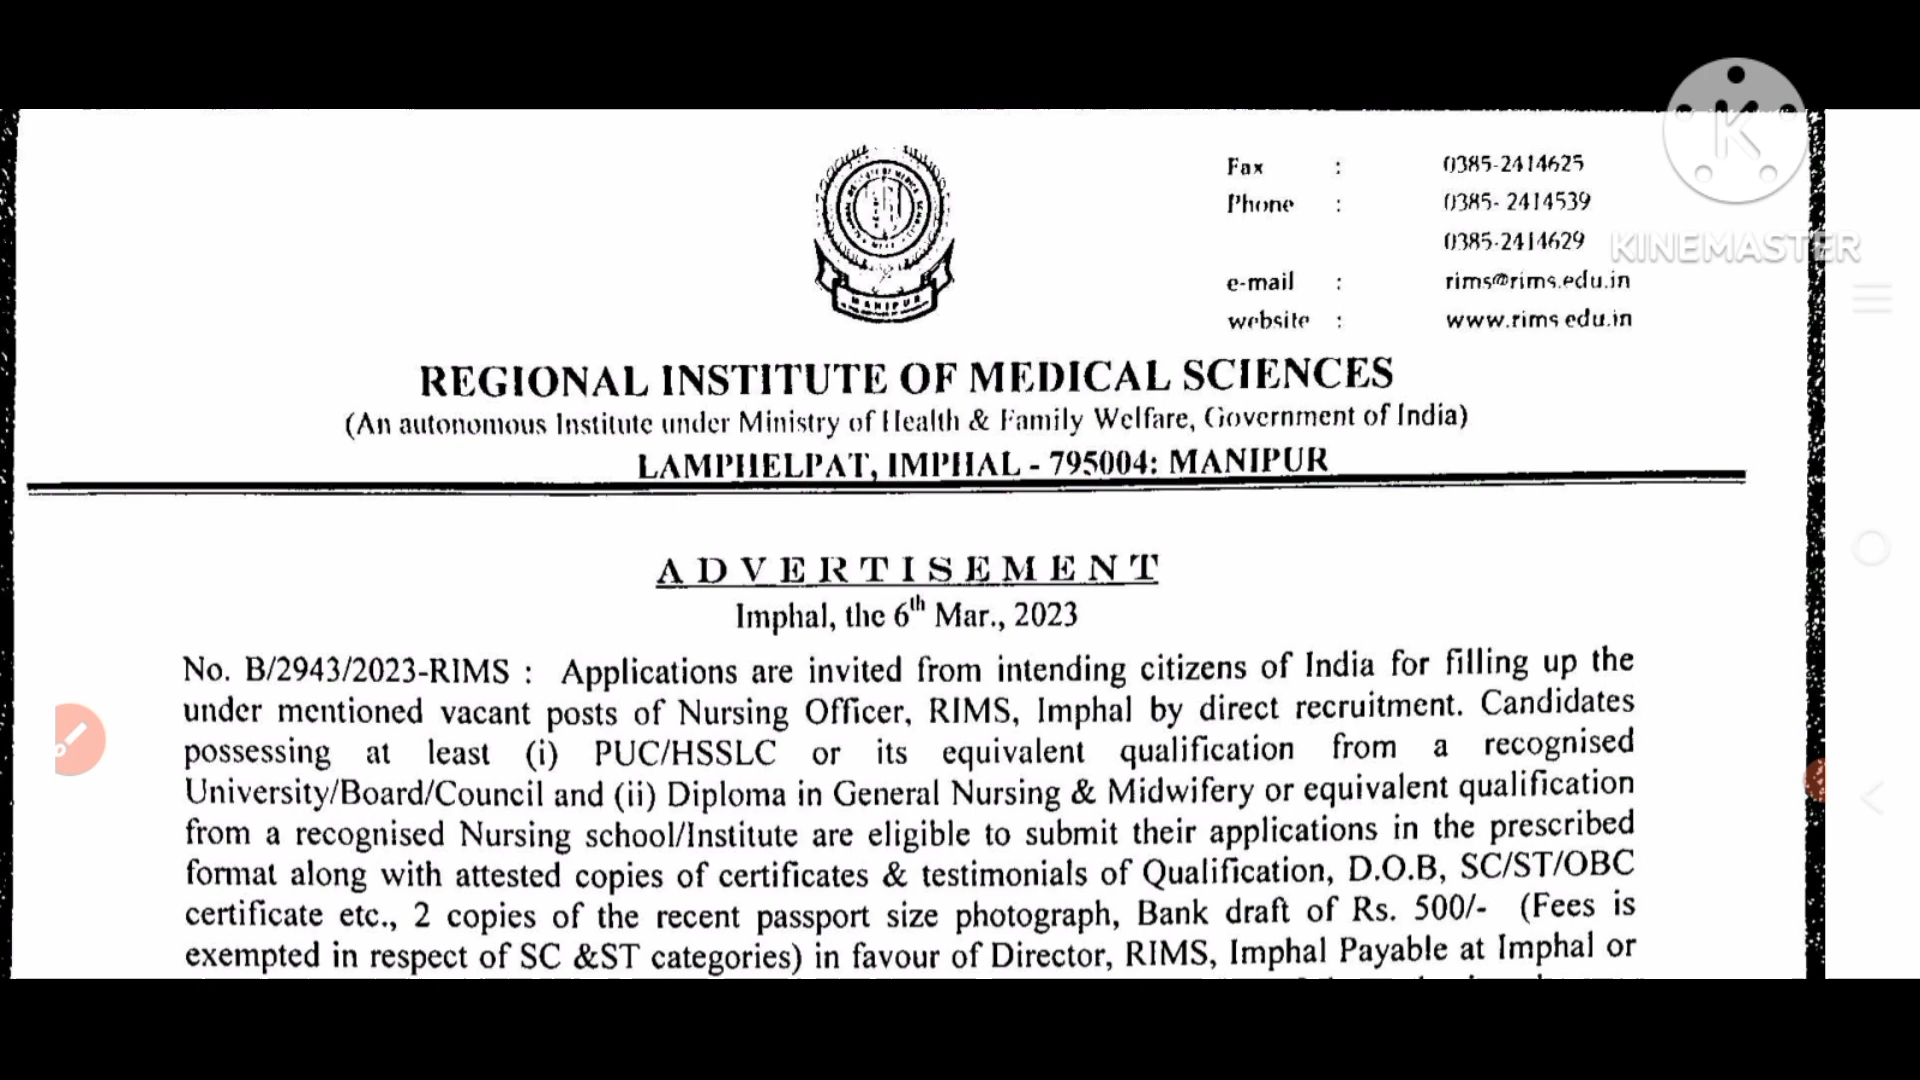 Fax : 0385-2414625
Phone : 0385- 2414539
0385-2414629
e-mail : rims@rims.edu.in
website : www.rims edu.in
MANIPUR
K
KINEMASTER
REGIONAL INSTITUTE OF MEDICAL SCIENCES
(An autonomous Institute under Ministry of Health & Family Welfare, Government of India)
LAMPHELPAT, IMPHAL - 795004: MANIPUR
ADVERTISEMENT
Imphal, the 6th Mar., 2023
No. B/2943/2023-RIMS : Applications are invited from intending citizens of India for filling up the
under mentioned vacant posts of Nursing Officer, RIMS, Imphal by direct recruitment. Candidates
possessing at least (i) PUC/HSSLC or its equivalent qualification from a recognised
University/Board/Council and (ii) Diploma in General Nursing & Midwifery or equivalent qualification
from a recognised Nursing school/Institute are eligible to submit their applications in the prescribed
format along with attested copies of certificates & testimonials of Qualification, D.O.B, SC/ST/OBC
certificate etc., 2 copies of the recent passport size photograph, Bank draft of Rs. 500/- (Fees is
exempted in respect of SC &ST categories) in favour of Director, RIMS, Imphal Payable at Imphal or